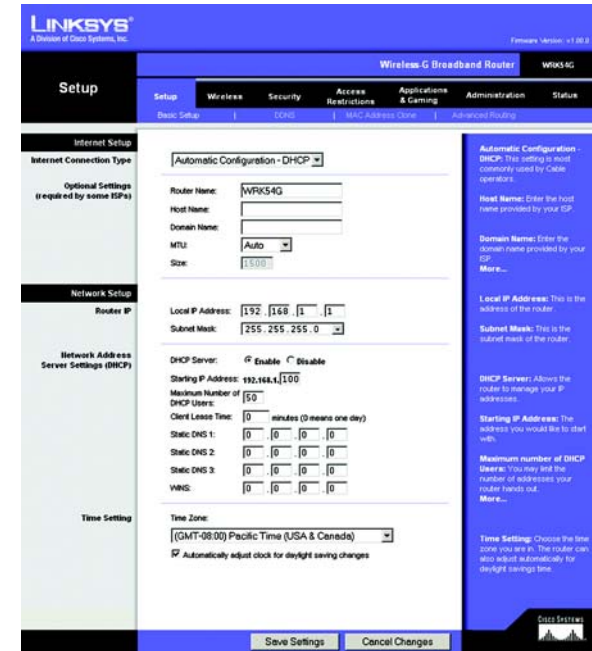 LINKSYS®
A Division of Cisco Systems, Inc.
Firmware Version: v1.00.0
Wireless-G Broadband Router WRK54G
Setup
Setup Wireless Security Access Restrictions Applications & Gaming Administration Status
Basic Setup | DDNS | MAC Address Clone | Advanced Routing
Internet Setup
Internet Connection Type
Automatic Configuration - DHCP
Optional Settings
(required by some ISPs)
Router Name: WRK54G
Host Name:
Domain Name:
MTU: Auto
Size: 1500
Network Setup
Router IP
Local IP Address: 192 . 168 . 1 . 1
Subnet Mask: 255.255.255.0
Network Address
Server Settings (DHCP)
DHCP Server: Enable Disable
Starting IP Address: 192.168.1. 100
Maximum Number of
DHCP Users: 50
Client Lease Time: 0 minutes (0 means one day)
Static DNS 1: 0 . 0 . 0 . 0
Static DNS 2: 0 . 0 . 0 . 0
Static DNS 3: 0 . 0 . 0 . 0
WINS: 0 . 0 . 0 . 0
Time Setting
Time Zone:
(GMT-08:00) Pacific Time (USA & Canada)
Automatically adjust clock for daylight saving changes
Automatic Configuration -
DHCP: This setting is most
commonly used by Cable
operators.
Host Name: Enter the host
name provided by your ISP.
Domain Name: Enter the
domain name provided by your
ISP.
More...
Local IP Address: This is the
address of the router.
Subnet Mask: This is the
subnet mask of the router.
DHCP Server: Allows the
router to manage your IP
addresses.
Starting IP Address: The
address you would like to start
with.
Maximum number of DHCP
Users: You may limit the
number of addresses your
router hands out.
More...
Time Setting: Choose the time
zone you are in. The router can
also adjust automatically for
daylight savings time.
Save Settings Cancel Changes
CISCO SYSTEMS